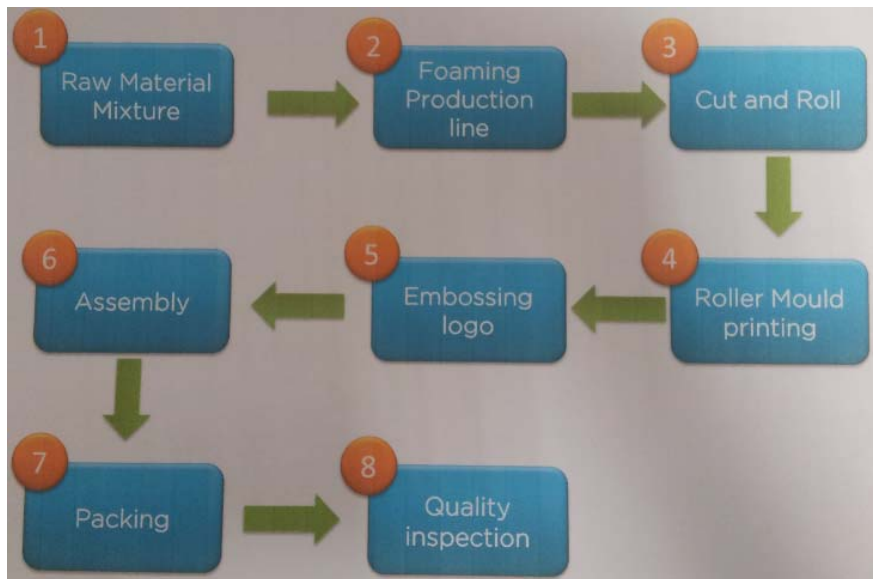 1
Raw Material
Mixture
2
Foaming
Production
line
3
Cut and Roll
4
Roller Mould
printing
5
Embossing
logo
6
Assembly
7
Packing
8
Quality
inspection